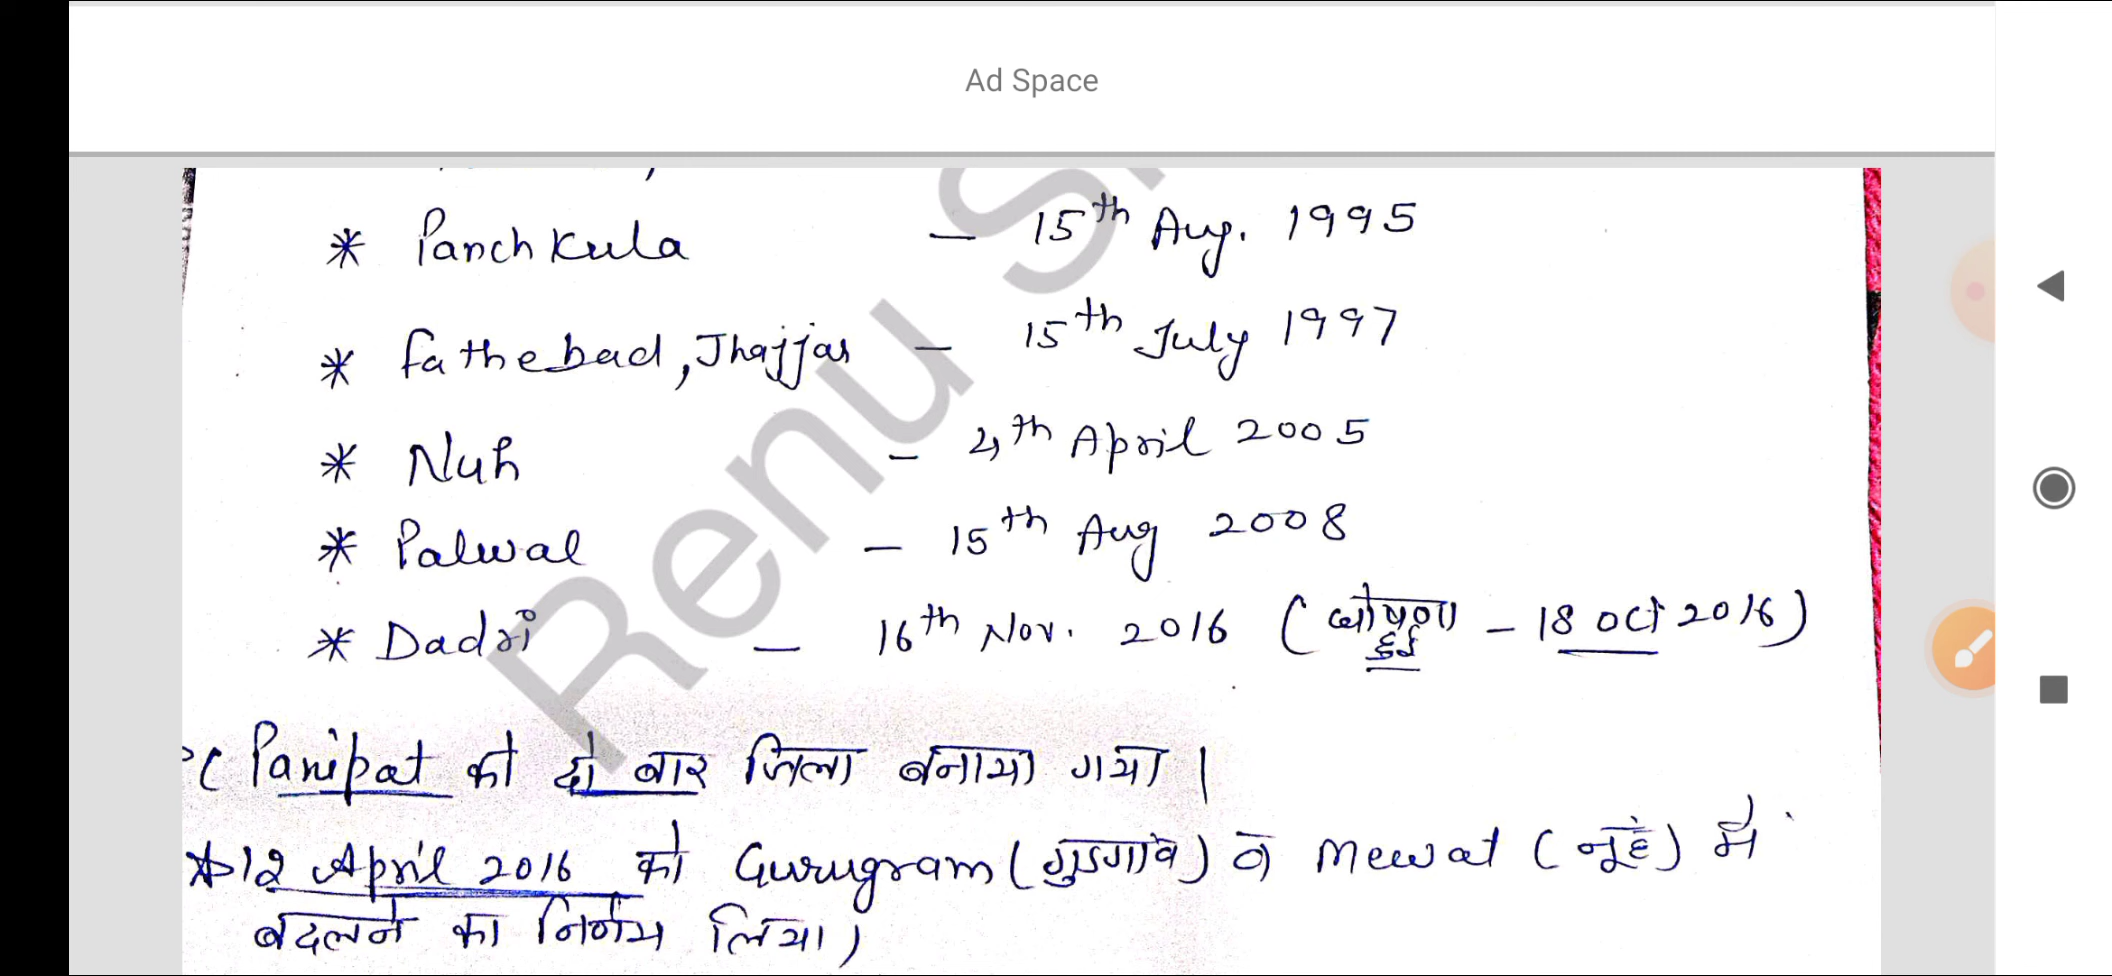 Ad Space
* Panchkula - 15th Aug. 1995
* fathebad, Jhajjar - 15th July 1997
* Nuh - 4th April 2005
* Palwal - 15th Aug 2008
* Dadri - 16th Nov. 2016 ( घोषणा हुई - 18 Oct 2016)
Panipat को दो बार जिला बनाया गया।
* 12 April 2016 को Gurugram (गुडगांव) व Mewat (नूंह) में
बदलने का निर्णय लिया।
Renu